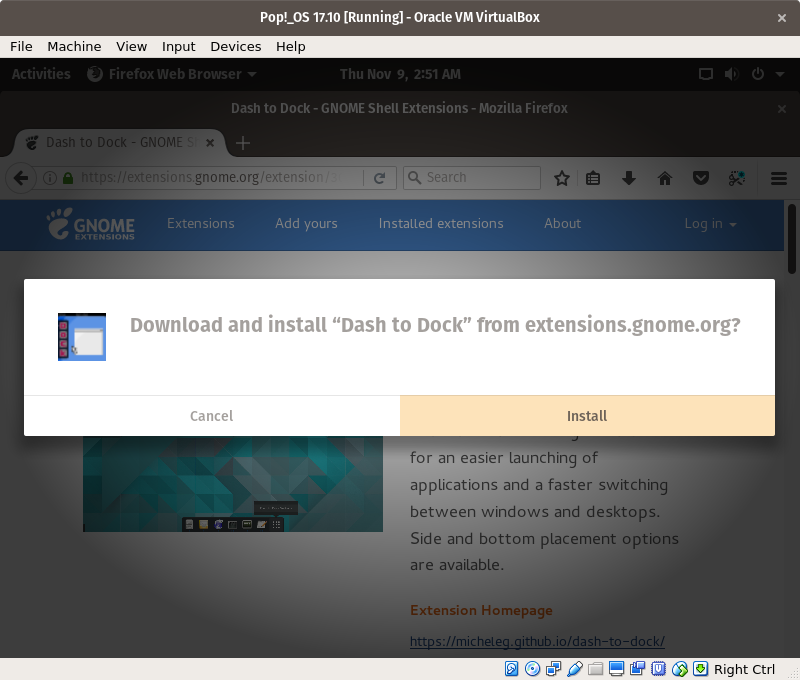 Pop!_OS 17.10 [Running] - Oracle VM VirtualBox
File Machine View Input Devices Help
Activities Firefox Web Browser Thu Nov 9, 2:51 AM
Dash to Dock - GNOME Shell Extensions - Mozilla Firefox
Dash to Dock - GNOME S
https://extensions.gnome.org/extension/ Search
GNOME EXTENSIONS Extensions Add yours Installed extensions About Log in
Download and install “Dash to Dock” from extensions.gnome.org?
Cancel Install
for an easier launching of
applications and a faster switching
between windows and desktops.
Side and bottom placement options
are available.
Extension Homepage
https://micheleg.github.io/dash-to-dock/
Right Ctrl